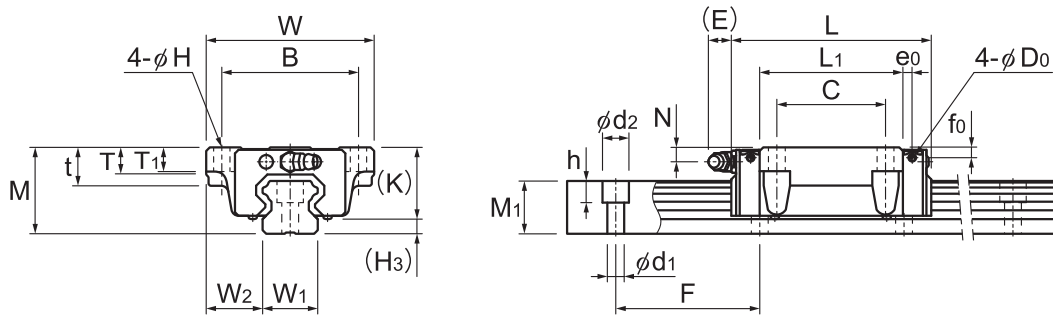 W
B
4-φH
M
t
T
T1
(K)
(H3)
W2
W1
(E)
L
L1
e0
4-φD0
C
N
f0
φd2
h
M1
φd1
F